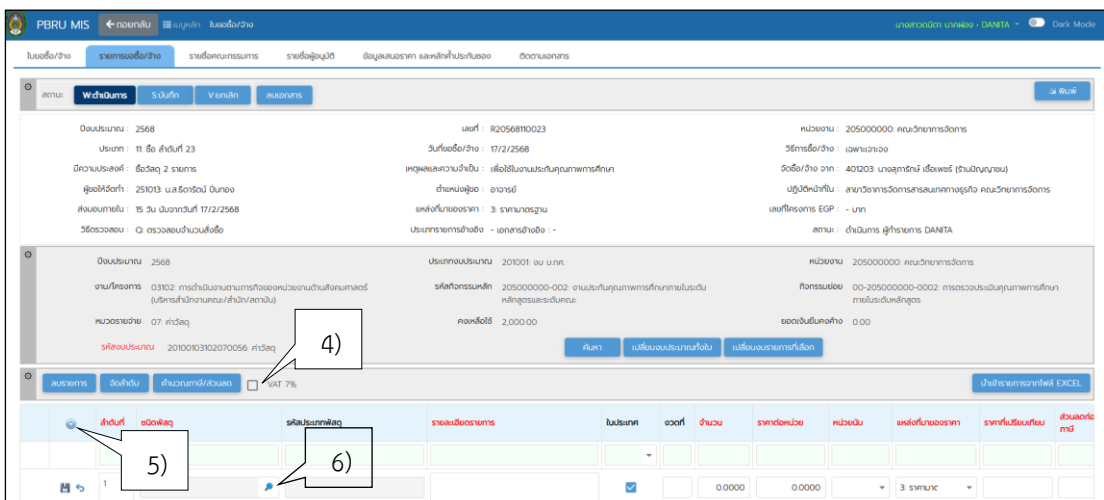 PBRU MIS ถอยกลับ เมนูหลัก ใบขอซื้อ/จ้าง นางสาวดนิตา นาคผ่อง - DANITA Dark Mode
ใบขอซื้อ/จ้าง รายการขอซื้อ/จ้าง รายชื่อคณะกรรมการ รายชื่อผู้อนุมัติ ข้อมูลเสนอราคา และหลักค้ำประกันซอง ติดตามเอกสาร
สถานะ W:ดำเนินการ S:บันทึก V:ยกเลิก ลบเอกสาร พิมพ์
ปีงบประมาณ : 2568 เลขที่ : R20568110023 หน่วยงาน : 205000000: คณะวิทยาการจัดการ
ประเภท : 11: ซื้อ ลำดับที่ 23 วันที่ขอซื้อ/จ้าง : 17/2/2568 วิธีการซื้อ/จ้าง : เฉพาะเจาะจง
มีความประสงค์ : ซื้อวัสดุ 2 รายการ เหตุผลและความจำเป็น : เพื่อใช้ในงานประกันคุณภาพการศึกษา จัดซื้อ/จ้าง จาก : 401203: นางสุภารักษ์ เชื้อเพชร์ (ร้านปัญญาชน)
ผู้ขอให้จัดทำ : 251013: น.ส.ธิดารัตน์ ปิ่นทอง ตำแหน่งผู้ขอ : อาจารย์ ปฏิบัติหน้าที่ใน : สาขาวิชาการจัดการสารสนเทศทางธุรกิจ คณะวิทยาการจัดการ
ส่งมอบภายใน : 15 วัน นับจากวันที่ 17/2/2568 แหล่งที่มาของราคา : 3: ราคามาตรฐาน เลขที่โครงการ EGP : - บาท
วิธีตรวจสอบ : Q: ตรวจสอบจำนวนสั่งซื้อ ประเภทรายการอ้างอิง - เอกสารอ้างอิง : - สถานะ : ดำเนินการ ผู้ทำรายการ DANITA
ปีงบประมาณ 2568 ประเภทงบประมาณ 201001: งบ บ.กศ. หน่วยงาน 205000000: คณะวิทยาการจัดการ
งาน/โครงการ 03102: การดำเนินงานตามภารกิจของหน่วยงานด้านสังคมศาสตร์ (บริหารสำนักงานคณะ/สำนัก/สถาบัน) รหัสกิจกรรมหลัก 205000000-002: งานประกันคุณภาพการศึกษาภายในระดับหลักสูตรและระดับคณะ กิจกรรมย่อย 00-205000000-0002: การตรวจประเมินคุณภาพการศึกษาภายในระดับหลักสูตร
หมวดรายจ่าย 07: ค่าวัสดุ คงเหลือใช้ 2,000.00 ยอดเงินยืมคงค้าง 0.00
รหัสงบประมาณ 20100103102070056: ค่าวัสดุ 4) ค้นหา เปลี่ยนงบประมาณทั้งใบ เปลี่ยนงบรายการที่เลือก
ลบรายการ จัดลำดับ คำนวณภาษี/ส่วนลด VAT 7% นำเข้ารายการจากไฟล์ EXCEL
ลำดับที่ ชนิดพัสดุ รหัสประเภทพัสดุ รายละเอียดรายการ ในประเทศ งวดที่ จำนวน ราคาต่อหน่วย หน่วยนับ แหล่งที่มาของราคา ราคาที่เปรียบเทียบ ส่วนลดก่อนภาษี
5) 6)
1 0.0000 0.0000 3: ราคามาต